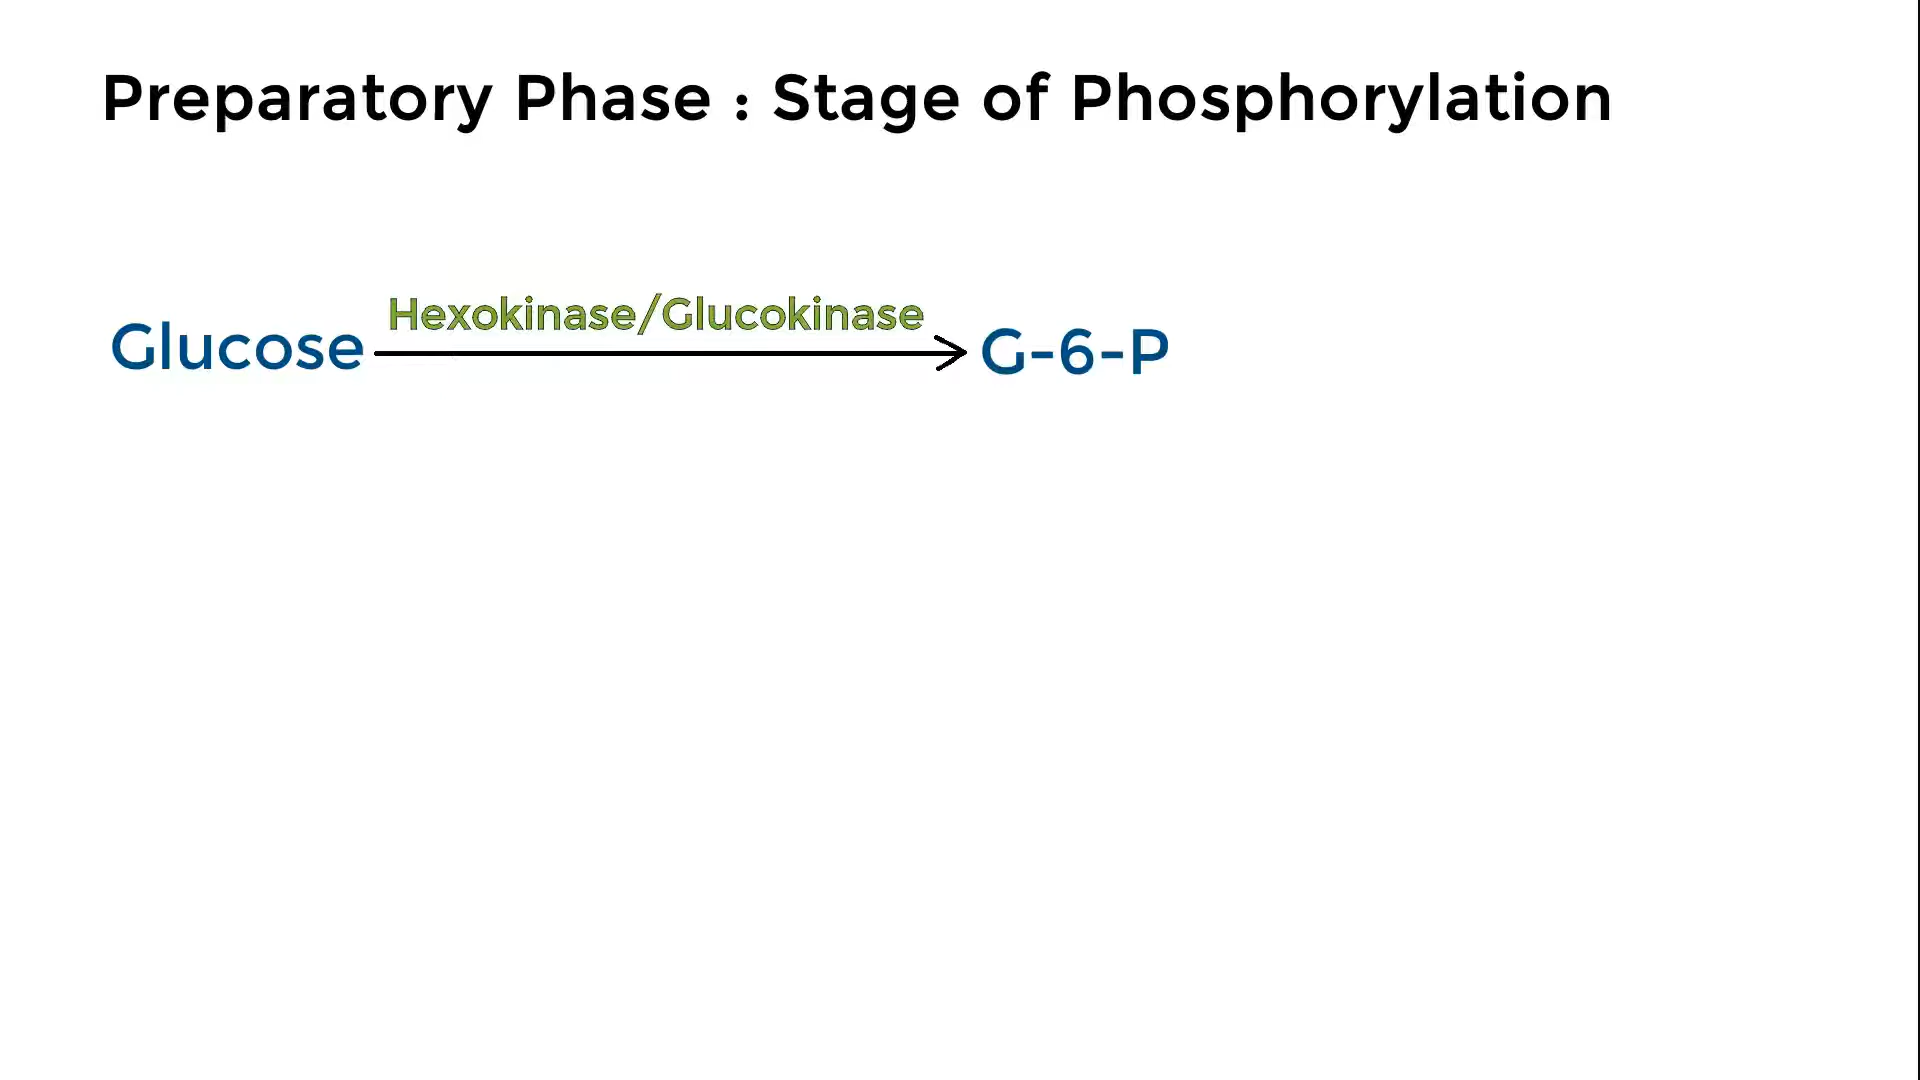 Preparatory Phase : Stage of Phosphorylation
Hexokinase/Glucokinase
Glucose G-6-P